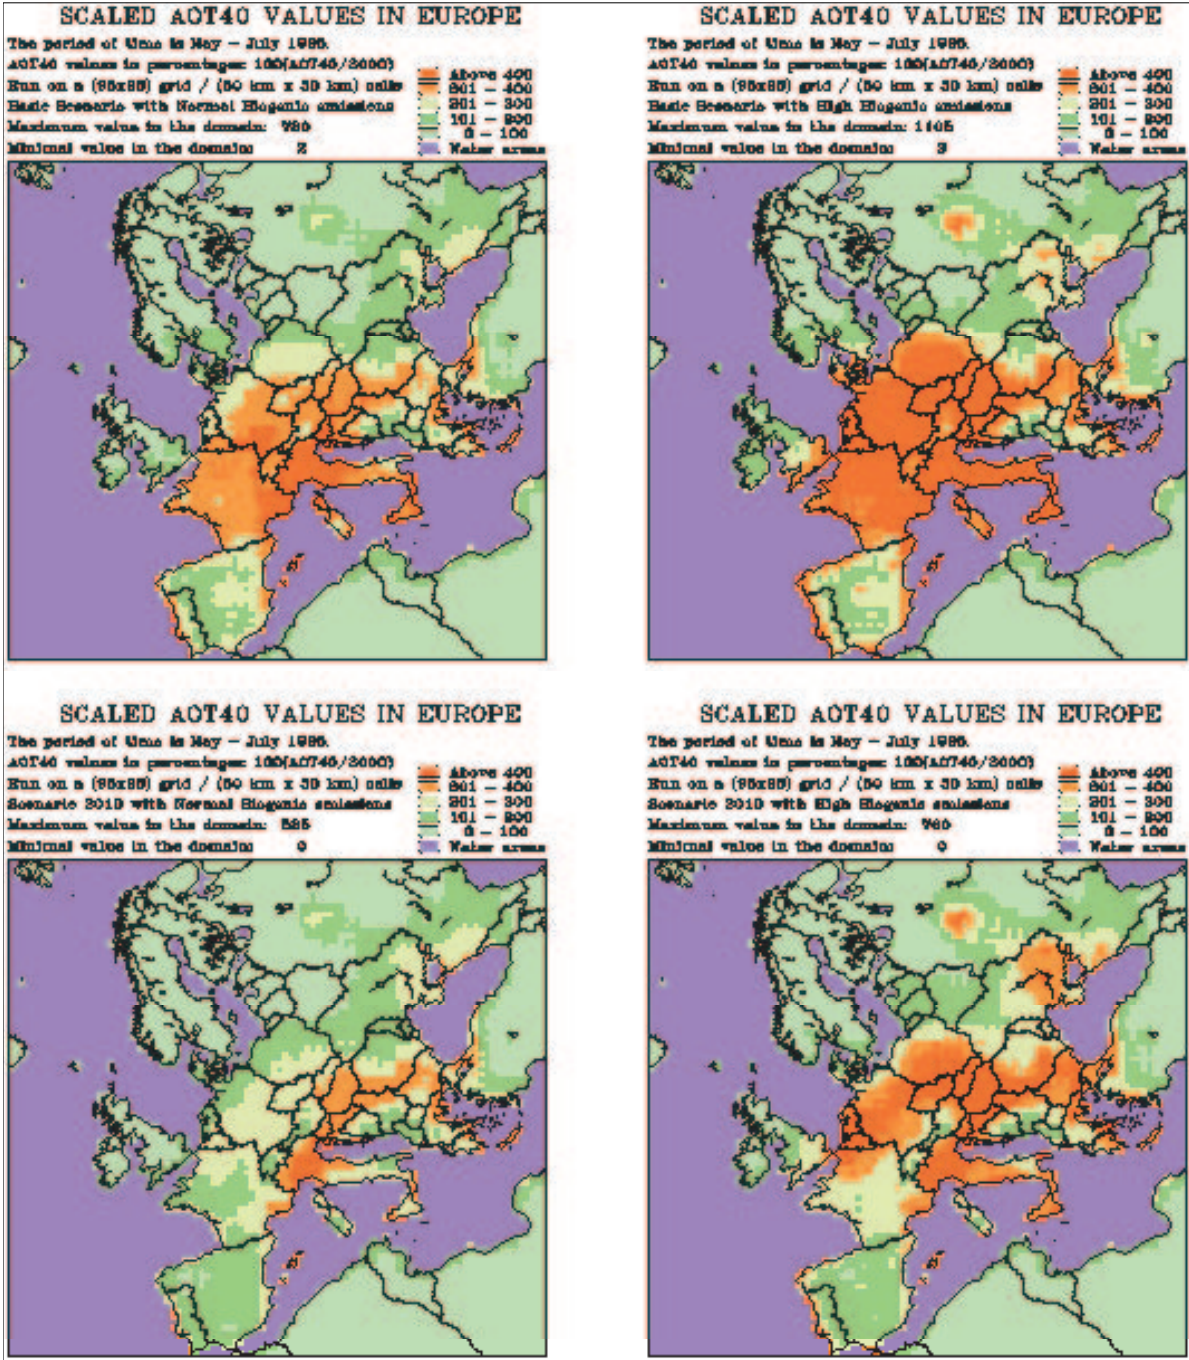 SCALED AOT40 VALUES IN EUROPE
The period of time is May - July 1995.
AOT40 values in percentages: 100(AOT40/3000)
Run on a (96x96) grid / (50 km x 50 km) cells
Basic Scenario with Normal Biogenic emissions
Maximum value in the domain:
Minimal value in the domain: 2
Above 400
301 - 400
201 - 300
101 - 200
0 - 100
Water areas
SCALED AOT40 VALUES IN EUROPE
The period of time is May - July 1995.
AOT40 values in percentages: 100(AOT40/3000)
Run on a (96x96) grid / (50 km x 50 km) cells
Basic Scenario with High Biogenic emissions
Maximum value in the domain:
Minimal value in the domain: 3
Above 400
301 - 400
201 - 300
101 - 200
0 - 100
Water areas
SCALED AOT40 VALUES IN EUROPE
The period of time is May - July 1995.
AOT40 values in percentages: 100(AOT40/3000)
Run on a (96x96) grid / (50 km x 50 km) cells
Scenario 2010 with Normal Biogenic emissions
Maximum value in the domain:
Minimal value in the domain: 0
Above 400
301 - 400
201 - 300
101 - 200
0 - 100
Water areas
SCALED AOT40 VALUES IN EUROPE
The period of time is May - July 1995.
AOT40 values in percentages: 100(AOT40/3000)
Run on a (96x96) grid / (50 km x 50 km) cells
Scenario 2010 with High Biogenic emissions
Maximum value in the domain:
Minimal value in the domain: 0
Above 400
301 - 400
201 - 300
101 - 200
0 - 100
Water areas